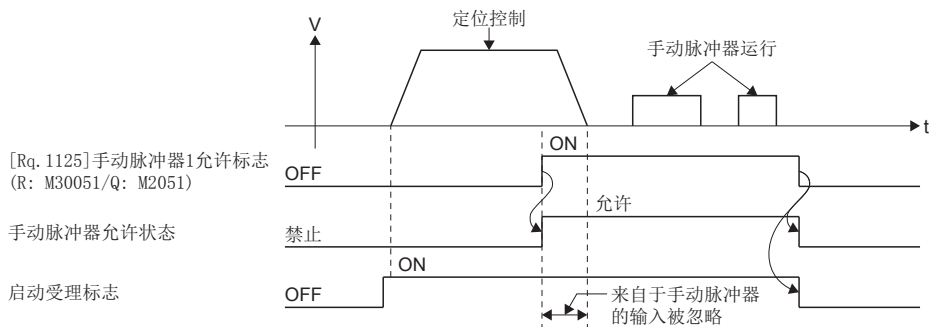 定位控制
V
手动脉冲器运行
t
[Rq.1125]手动脉冲器1允许标志
(R: M30051/Q: M2051)
OFF
ON
手动脉冲器允许状态
禁止
允许
启动受理标志
OFF
ON
来自于手动脉冲器
的输入被忽略